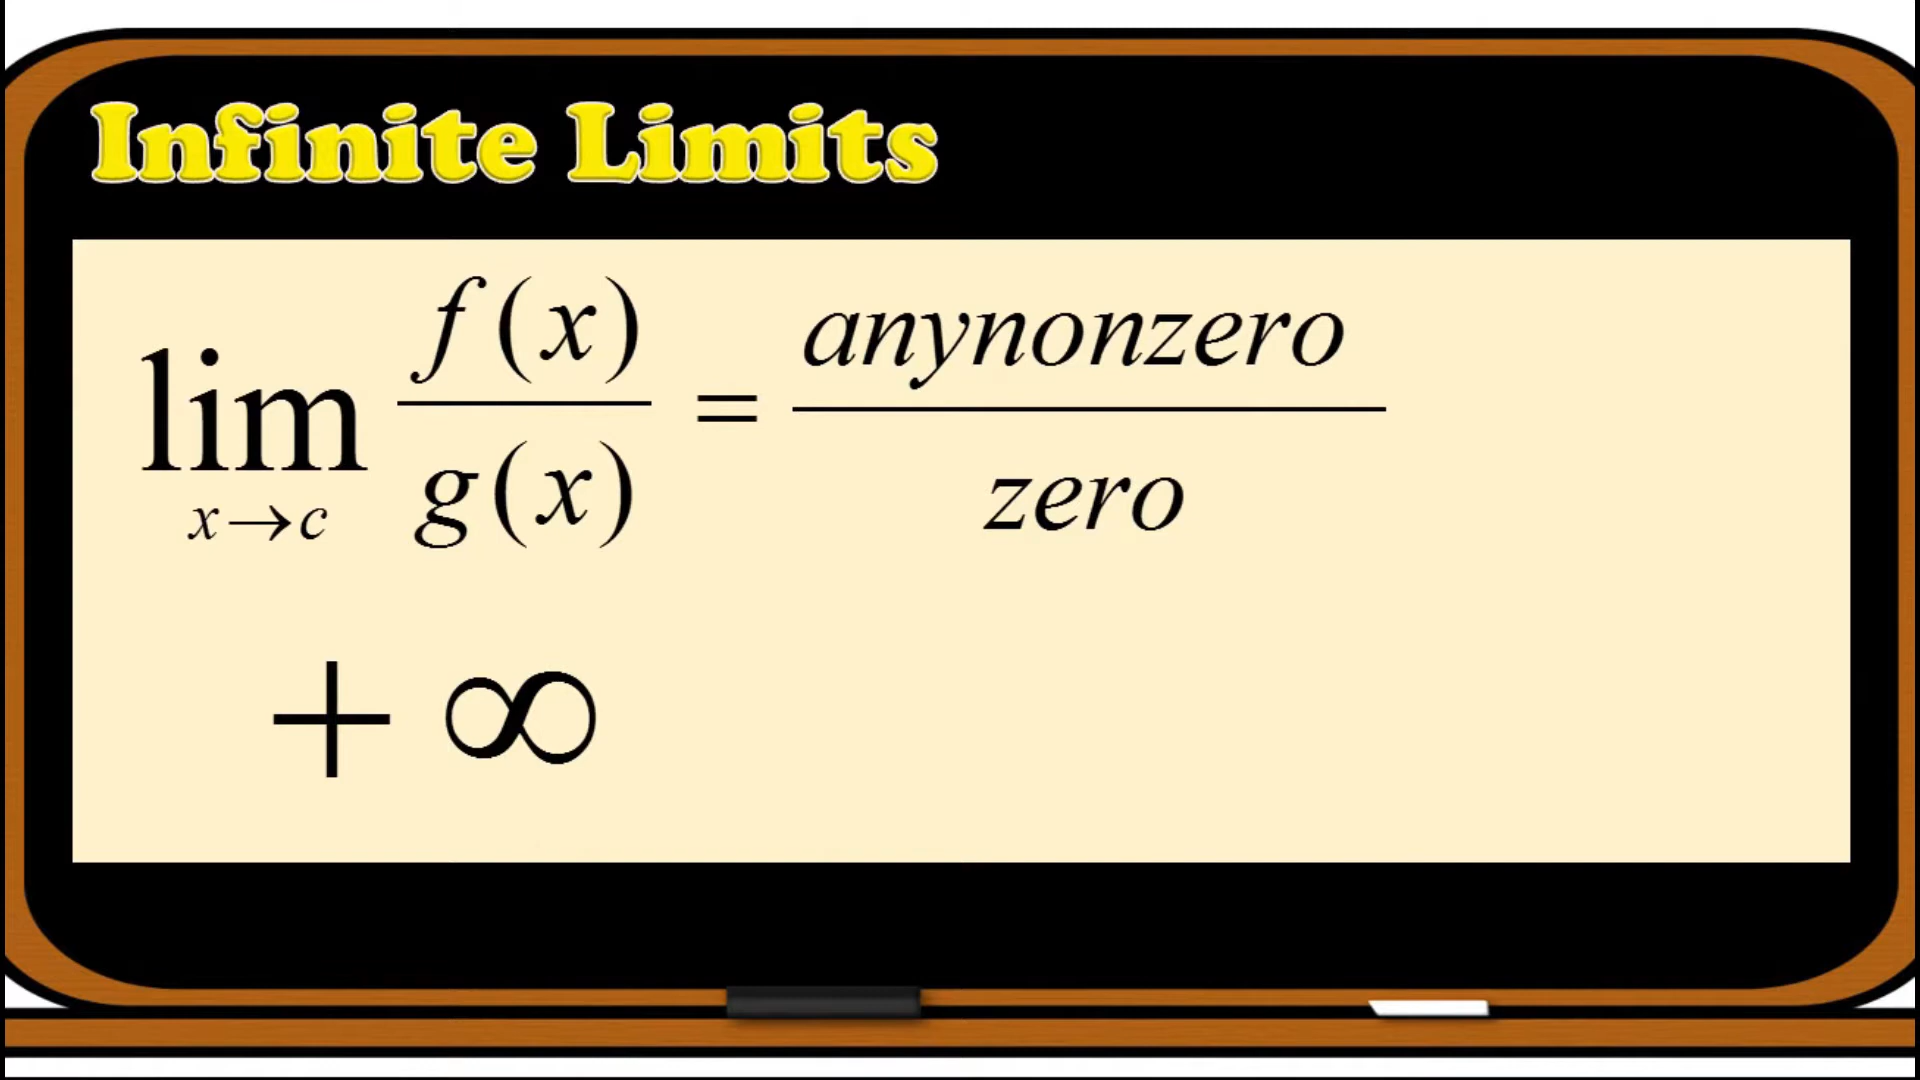 Infinite Limits
lim x→c f(x)/g(x) = anynonzero/zero
+ ∞